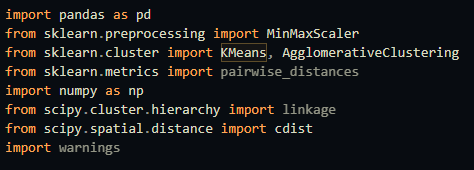 import pandas as pd
from sklearn.preprocessing import MinMaxScaler
from sklearn.cluster import KMeans, AgglomerativeClustering
from sklearn.metrics import pairwise_distances
import numpy as np
from scipy.cluster.hierarchy import linkage
from scipy.spatial.distance import cdist
import warnings